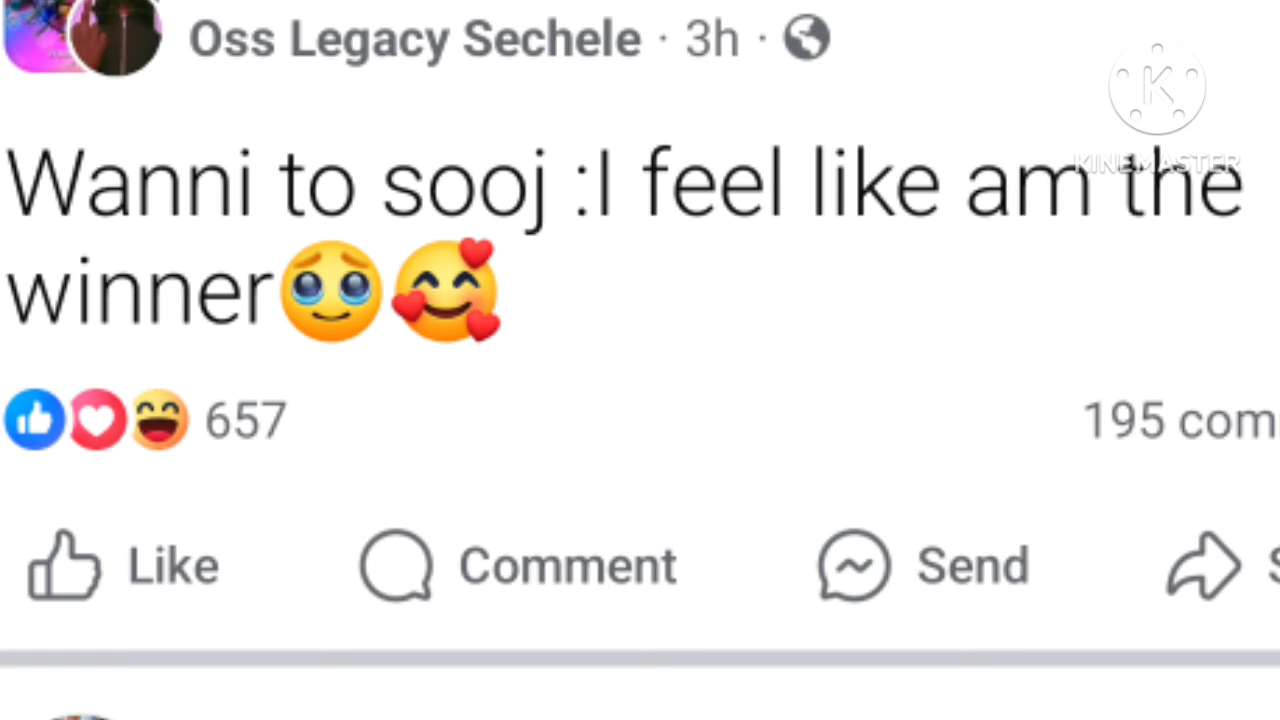 Oss Legacy Sechele · 3h ·
K
KINEMASTER
Wanni to sooj :I feel like am the
winner🥹🥰
657
195 com
Like
Comment
Send
S